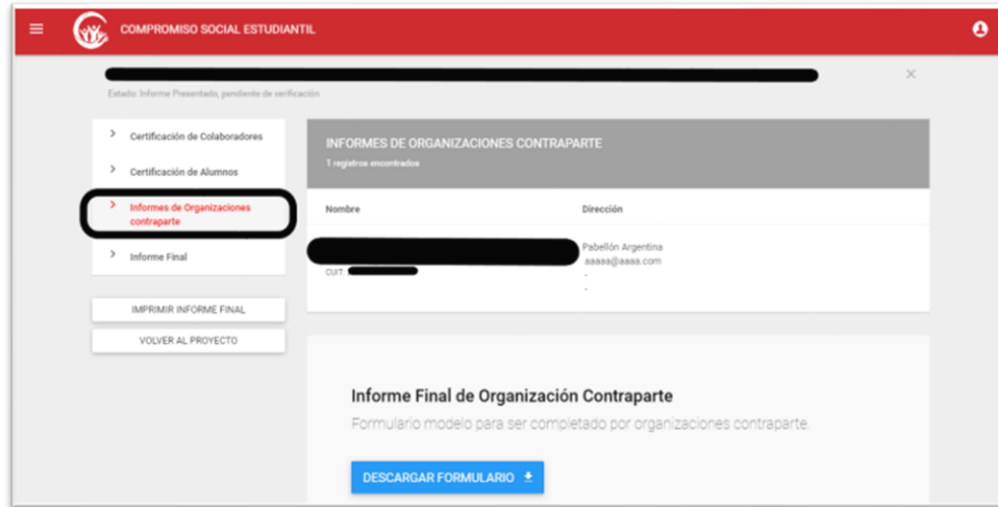 COMPROMISO SOCIAL ESTUDIANTIL
Estado: Informe Presentado, pendiente de verificación
Certificación de Colaboradores
Certificación de Alumnos
Informes de Organizaciones
contraparte
Informe Final
IMPRIMIR INFORME FINAL
VOLVER AL PROYECTO
INFORMES DE ORGANIZACIONES CONTRAPARTE
1 registros encontrados
Nombre Dirección
Pabellón Argentina
aaaaa@aaaa.com
CUIT:
-
-
Informe Final de Organización Contraparte
Formulario modelo para ser completado por organizaciones contraparte.
DESCARGAR FORMULARIO